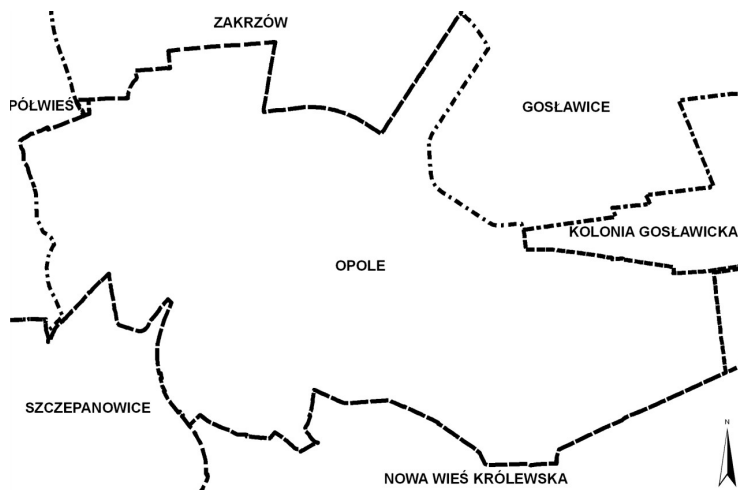 ZAKRZÓW
PÓŁWIEŚ
GOSŁAWICE
KOLONIA GOSŁAWICKA
OPOLE
SZCZEPANOWICE
N
NOWA WIEŚ KRÓLEWSKA